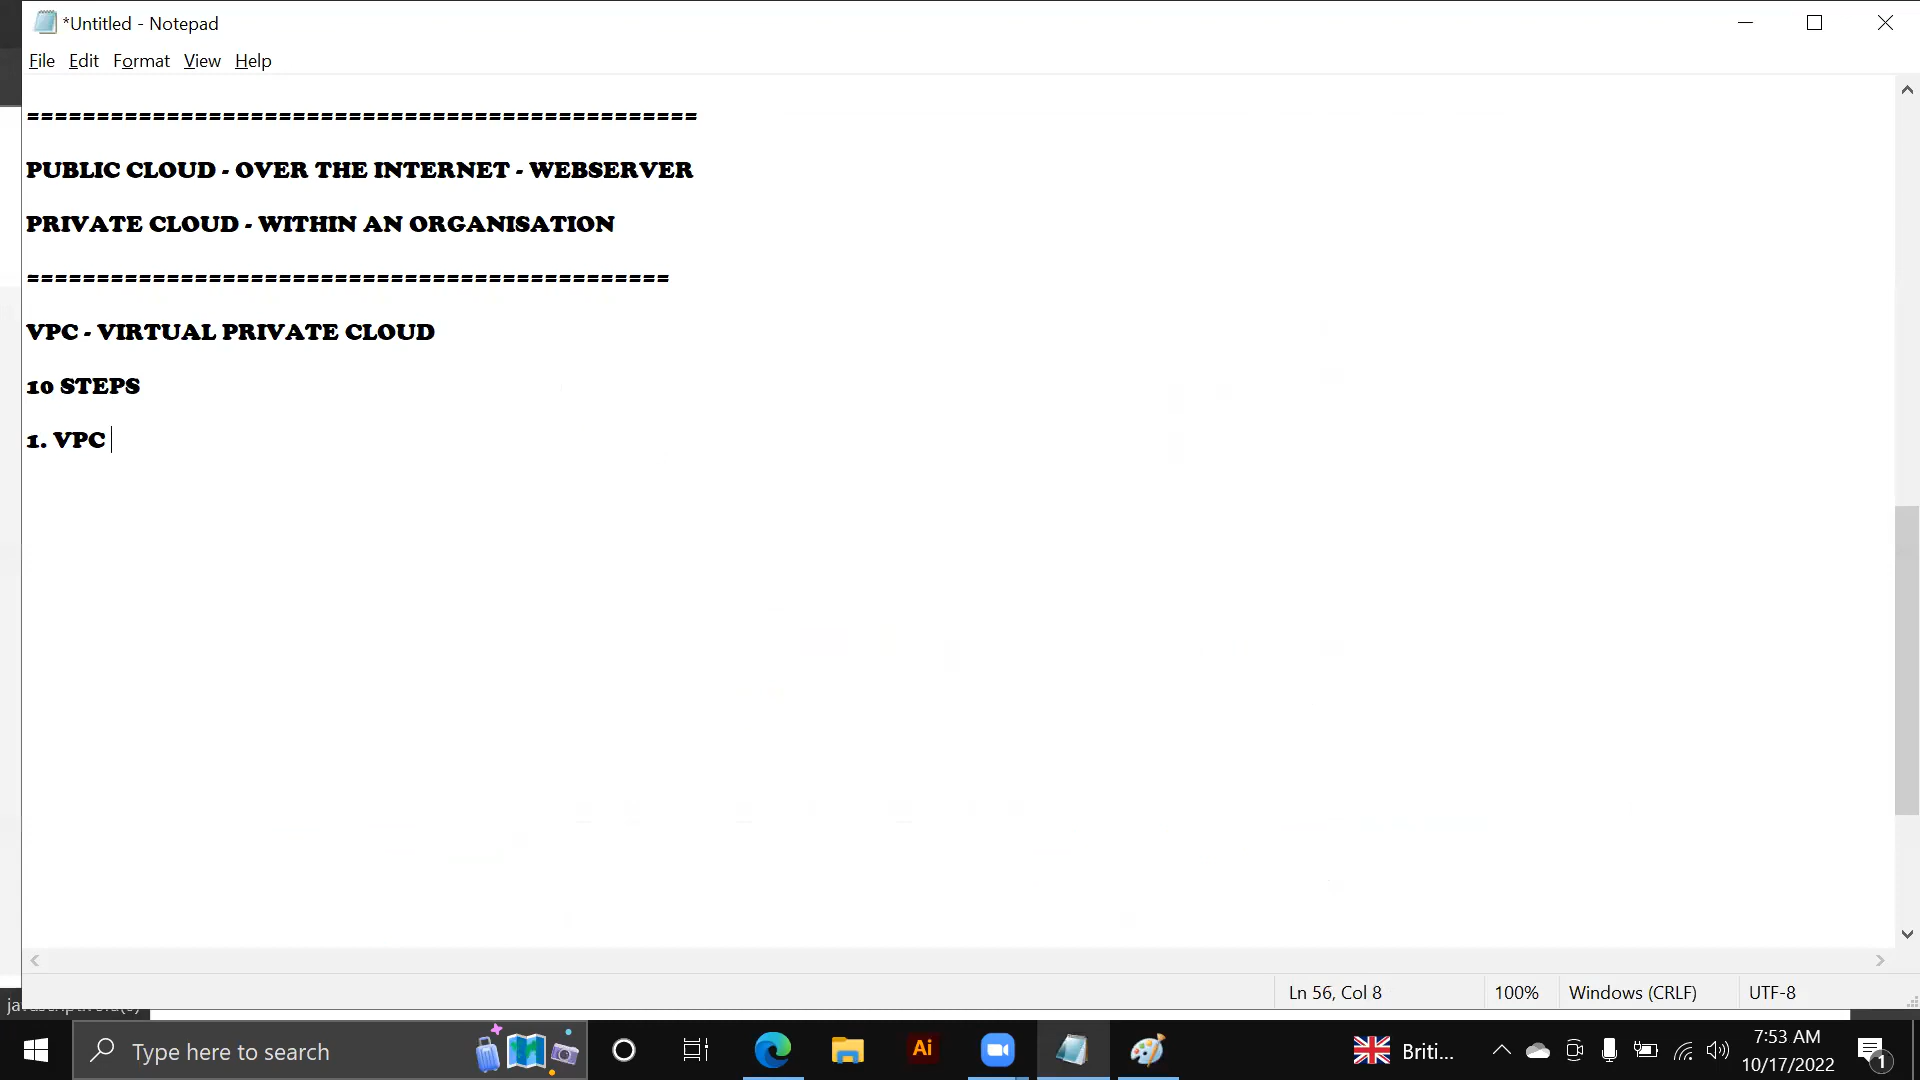 *Untitled - Notepad
File Edit Format View Help
================================================
PUBLIC CLOUD - OVER THE INTERNET - WEBSERVER
PRIVATE CLOUD - WITHIN AN ORGANISATION
==============================================
VPC - VIRTUAL PRIVATE CLOUD
10 STEPS
1. VPC
Ln 56, Col 8
100%
Windows (CRLF)
UTF-8
Type here to search
Ai
Briti...
7:53 AM
10/17/2022
1